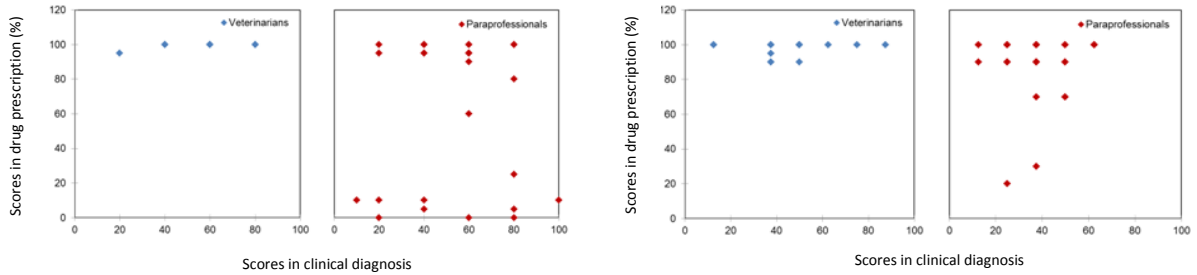 Scores in drug prescription (%)
120
100
80
60
40
20
0
Veterinarians
0 20 40 60 80 100
Paraprofessionals
0 20 40 60 80 100
Scores in clinical diagnosis
Scores in drug prescription (%)
120
100
80
60
40
20
0
Veterinarians
0 20 40 60 80 100
Paraprofessionals
0 20 40 60 80 100
Scores in clinical diagnosis